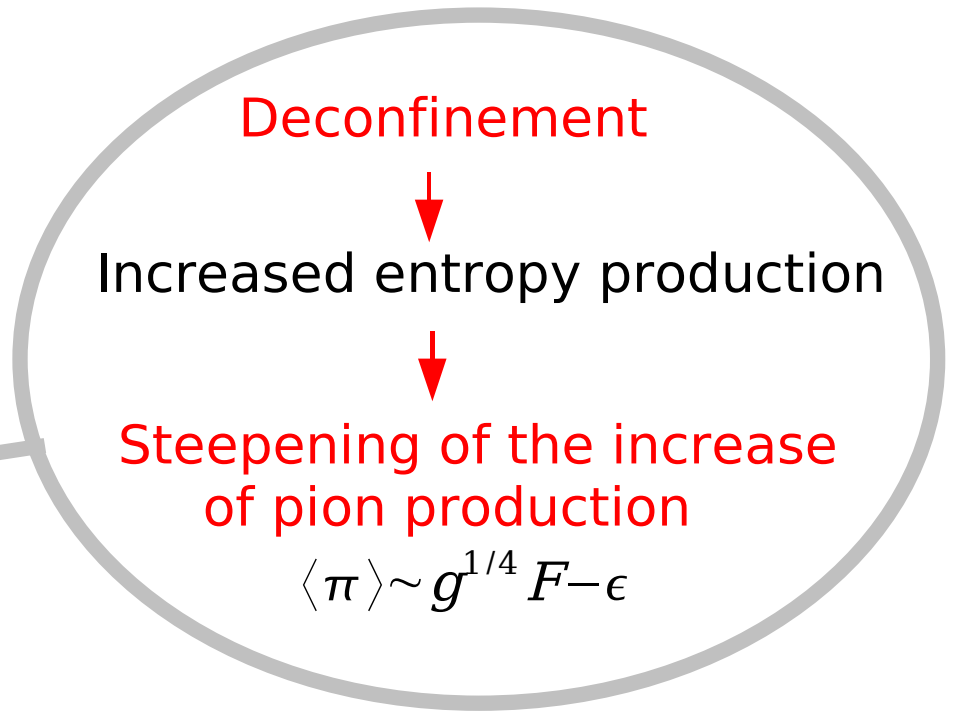 Deconfinement
Increased entropy production
Steepening of the increase
of pion production
⟨π⟩~g^{1/4} F−ϵ